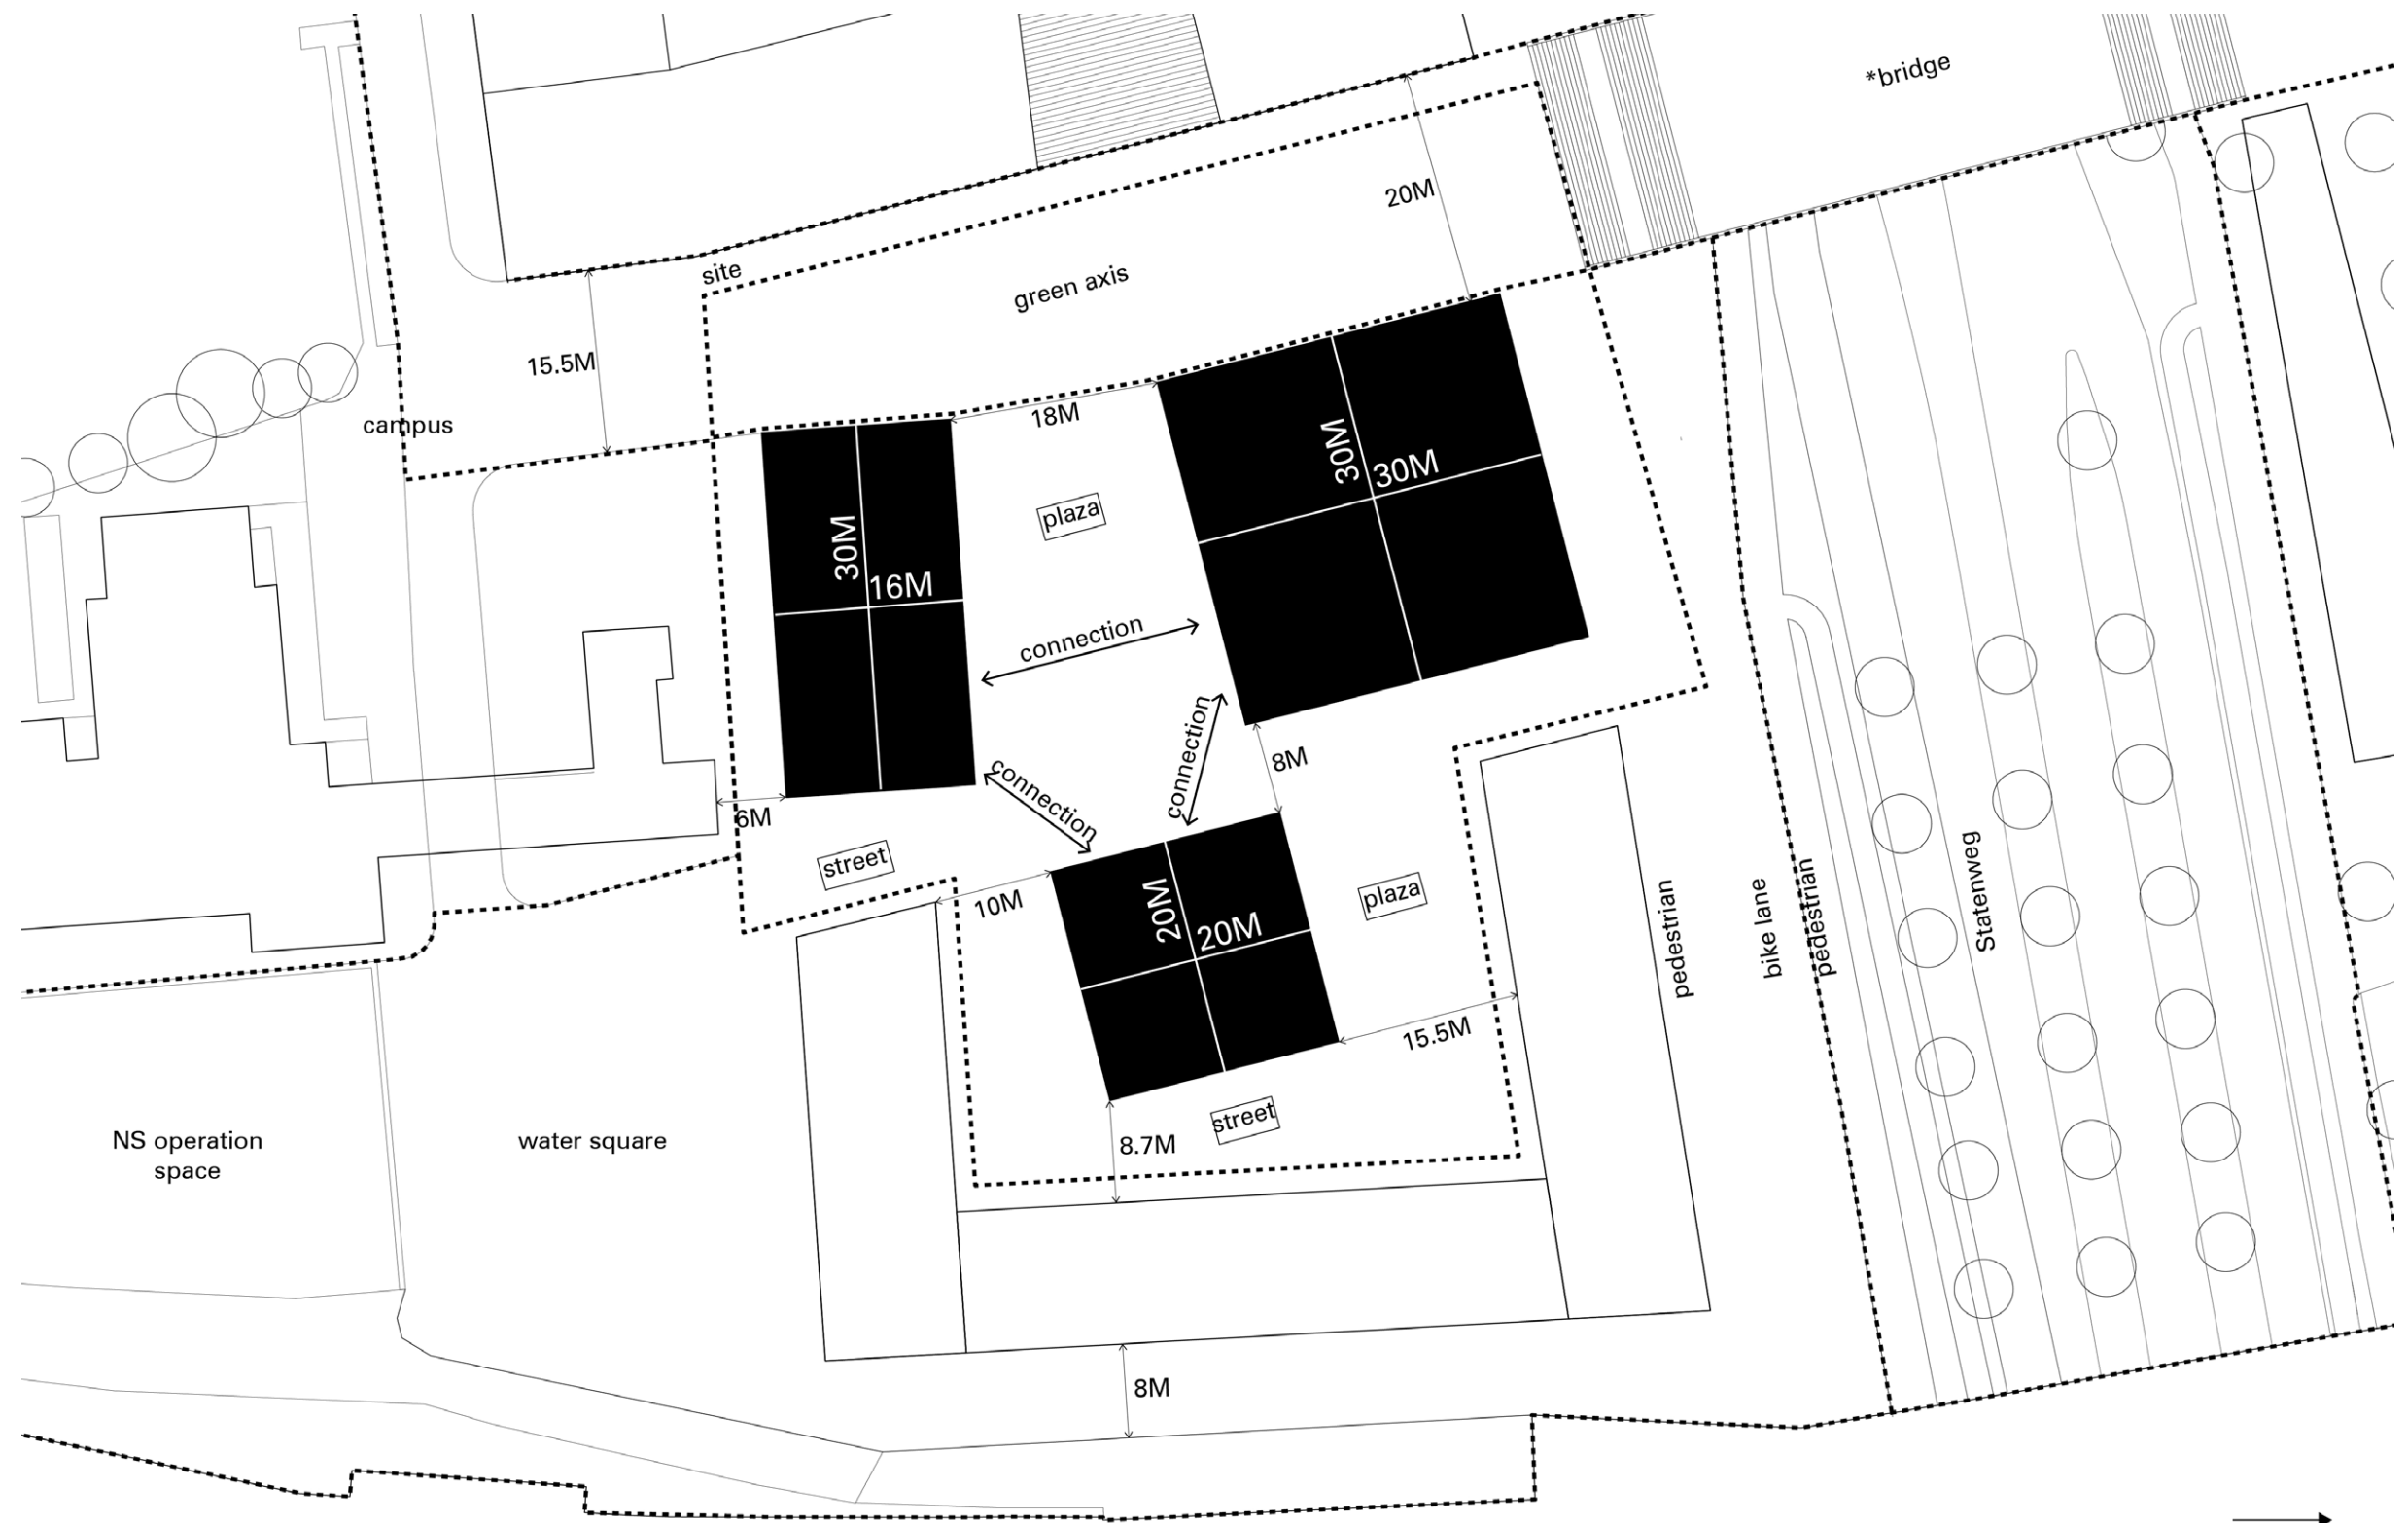 *bridge
20M
site
green axis
15.5M
campus
18M
30M
30M
plaza
30M
16M
connection
connection
connection
8M
6M
street
10M
20M
20M
plaza
pedestrian
bike lane
pedestrian
Statenweg
15.5M
street
8.7M
NS operation
space
water square
8M